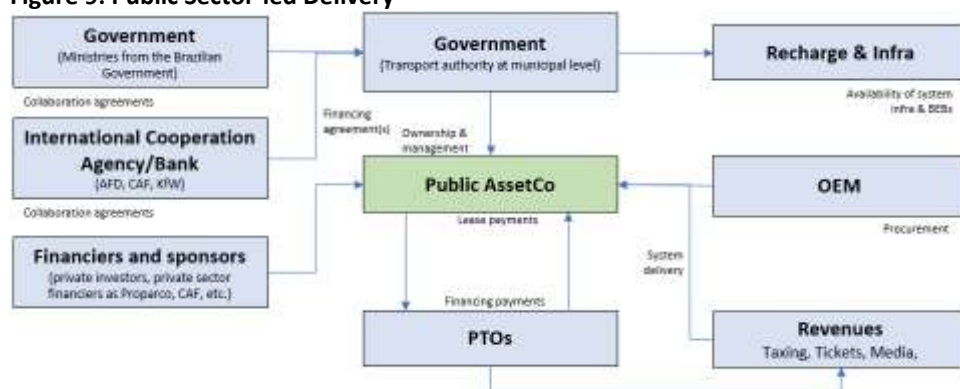 Figure 9: Public Sector-led Delivery
Government
(Ministries from the Brazilian
Government)
Collaboration agreements
International Cooperation
Agency/Bank
(AFD, CAF, KfW)
Collaboration agreements
Financiers and sponsors
(private investors, private sector
financiers as Proparco, CAF, etc.)
Government
(Transport authority at municipal level)
Financing
agreement(s)
Ownership &
management
Public AssetCo
Lease payments
Financing payments
PTOs
Recharge & Infra
Availability of system
infra & BEBs
OEM
Procurement
System
delivery
Revenues
Taxing, Tickets, Media,